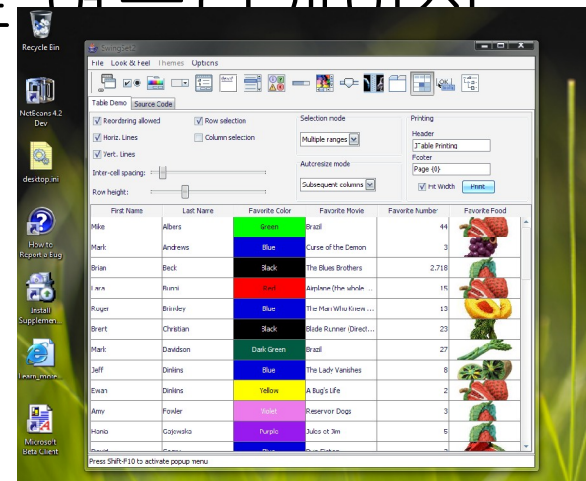 Recycle Bin
NetBeans 4.2
Dev
desktop.ini
How to
Report a Bug
Install
Supplemen...
Learn_more...
Microsoft
Beta Client
SwingSet2
File Look & Feel Themes Options
Table Demo Source Code
Reordering allowed
Row selection
Horiz. Lines
Column selection
Vert. Lines
Inter-cell spacing:
Row height:
Selection mode
Multiple ranges
Autoresize mode
Subsequent columns
Printing
Header
JTable Printing
Footer
Page {0}
Fit Width Print
First Name Last Name Favorite Color Favorite Movie Favorite Number Favorite Food
Mike Albers Green Brazil 44
Mark Andrews Blue Curse of the Demon 3
Brian Beck Black The Blues Brothers 2.718
Lara Bunni Red Airplane (the whole ... 15
Roger Brinkley Blue The Man Who Knew ... 13
Brent Christian Black Blade Runner (Direct... 23
Mark Davidson Dark Green Brazil 27
Jeff Dinkins Blue The Lady Vanishes 8
Ewan Dinkins Yellow A Bug's Life 2
Amy Fowler Violet Reservoir Dogs 3
Hania Gajewska Purple Jules et Jim 5
David Blue
Press Shift-F10 to activate popup menu